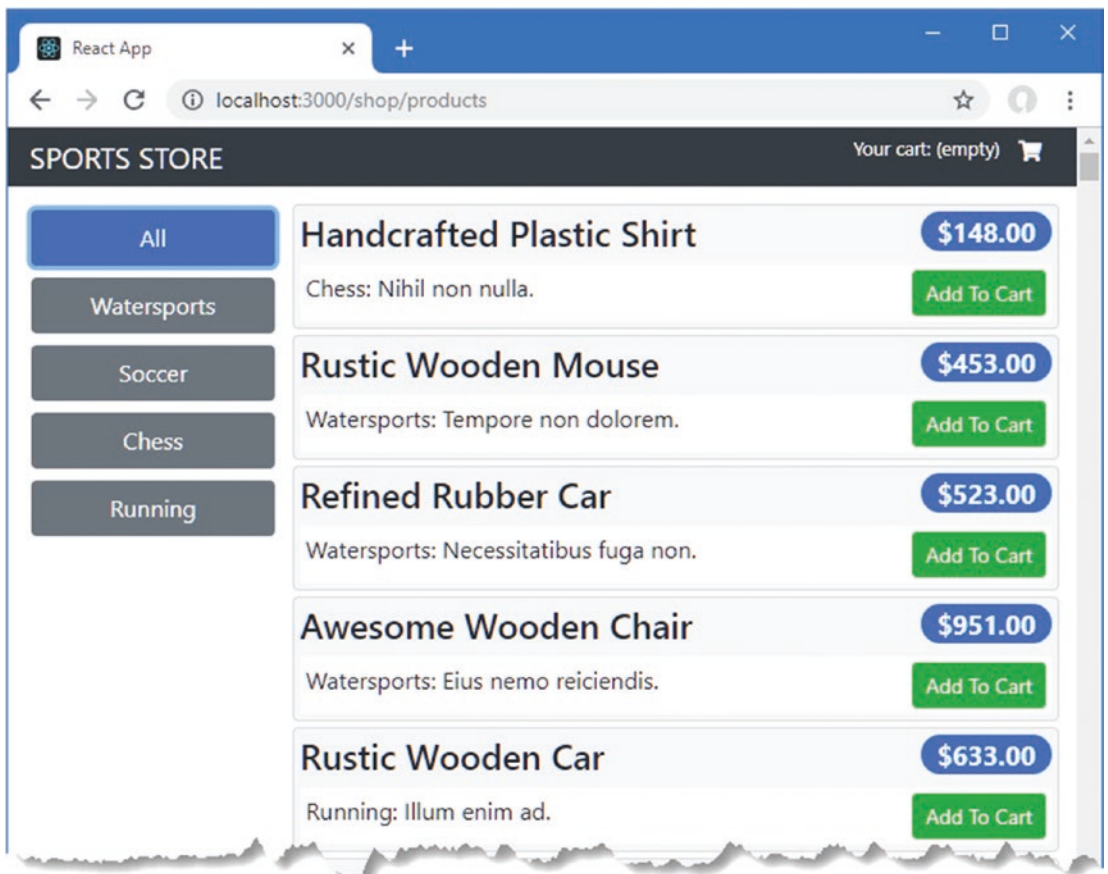 React App
localhost:3000/shop/products
SPORTS STORE
Your cart: (empty)
All
Watersports
Soccer
Chess
Running
Handcrafted Plastic Shirt
$148.00
Chess: Nihil non nulla.
Add To Cart
Rustic Wooden Mouse
$453.00
Watersports: Tempore non dolorem.
Add To Cart
Refined Rubber Car
$523.00
Watersports: Necessitatibus fuga non.
Add To Cart
Awesome Wooden Chair
$951.00
Watersports: Eius nemo reiciendis.
Add To Cart
Rustic Wooden Car
$633.00
Running: Illum enim ad.
Add To Cart